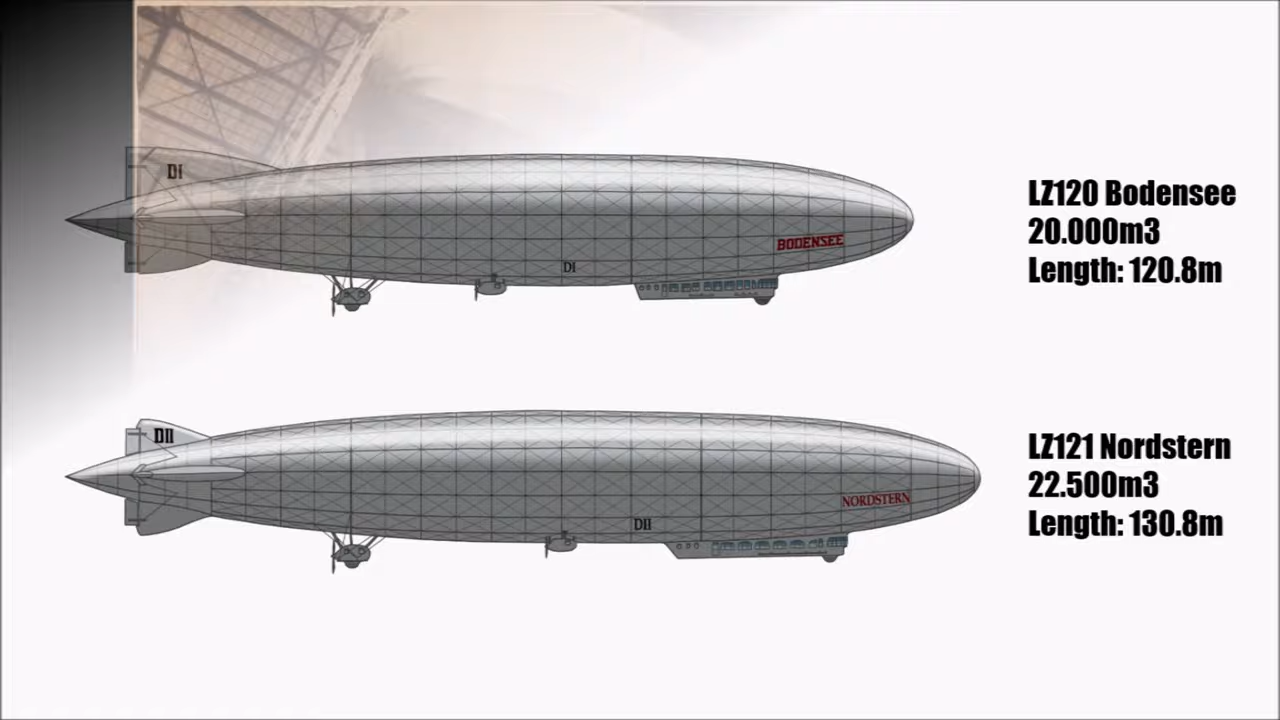 DI
BODENSEE
DI
LZ120 Bodensee
20.000m3
Length: 120.8m
DII
NORDSTERN
DII
LZ121 Nordstern
22.500m3
Length: 130.8m